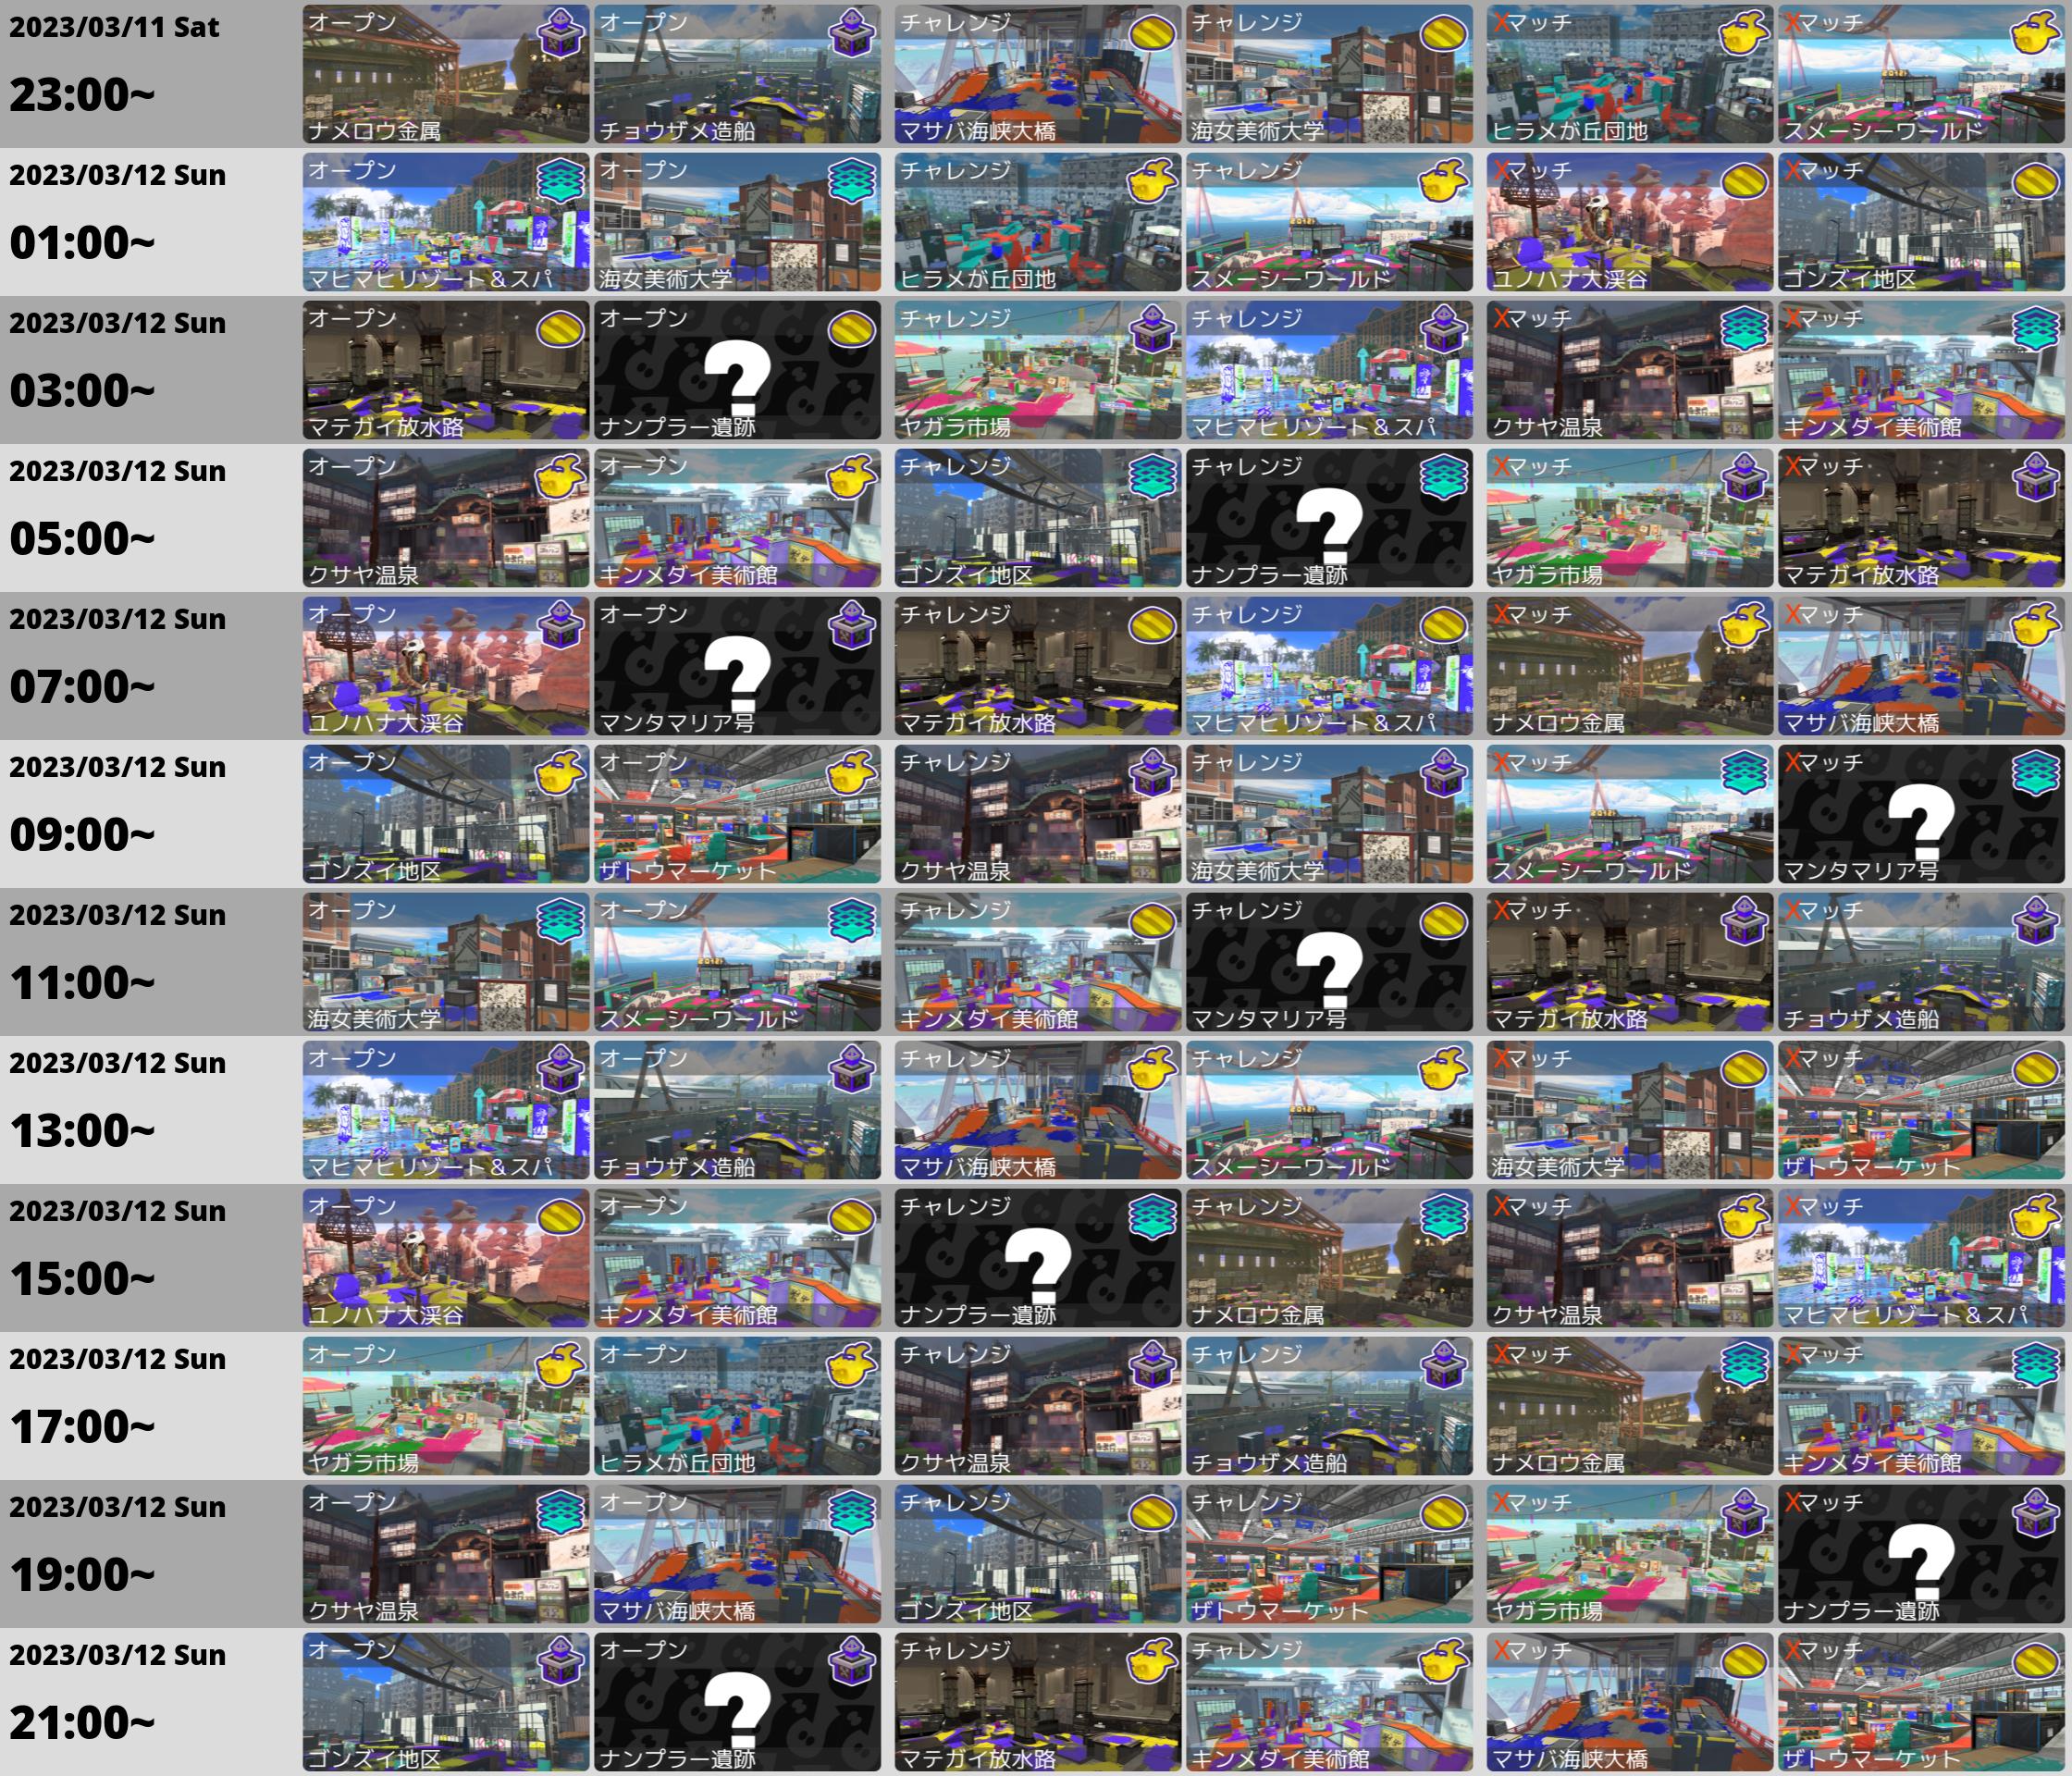 2023/03/11 Sat
23:00~
オープン オープン チャレンジ チャレンジ Xマッチ Xマッチ
ナメロウ金属 チョウザメ造船 マサバ海峡大橋 海女美術大学 ヒラメが丘団地 スメーシーワールド
2023/03/12 Sun
01:00~
オープン オープン チャレンジ チャレンジ Xマッチ Xマッチ
マヒマヒリゾート＆スパ 海女美術大学 ヒラメが丘団地 スメーシーワールド ユノハナ大渓谷 ゴンズイ地区
2023/03/12 Sun
03:00~
オープン オープン チャレンジ チャレンジ Xマッチ Xマッチ
マテガイ放水路 ナンプラー遺跡 ヤガラ市場 マヒマヒリゾート＆スパ クサヤ温泉 キンメダイ美術館
2023/03/12 Sun
05:00~
オープン オープン チャレンジ チャレンジ Xマッチ Xマッチ
クサヤ温泉 キンメダイ美術館 ゴンズイ地区 ナンプラー遺跡 ヤガラ市場 マテガイ放水路
2023/03/12 Sun
07:00~
オープン オープン チャレンジ チャレンジ Xマッチ Xマッチ
ユノハナ大渓谷 マンタマリア号 マテガイ放水路 マヒマヒリゾート＆スパ ナメロウ金属 マサバ海峡大橋
2023/03/12 Sun
09:00~
オープン オープン チャレンジ チャレンジ Xマッチ Xマッチ
ゴンズイ地区 ザトウマーケット クサヤ温泉 海女美術大学 スメーシーワールド マンタマリア号
2023/03/12 Sun
11:00~
オープン オープン チャレンジ チャレンジ Xマッチ Xマッチ
海女美術大学 スメーシーワールド キンメダイ美術館 マンタマリア号 マテガイ放水路 チョウザメ造船
2023/03/12 Sun
13:00~
オープン オープン チャレンジ チャレンジ Xマッチ Xマッチ
マヒマヒリゾート＆スパ チョウザメ造船 マサバ海峡大橋 スメーシーワールド 海女美術大学 ザトウマーケット
2023/03/12 Sun
15:00~
オープン オープン チャレンジ チャレンジ Xマッチ Xマッチ
ユノハナ大渓谷 キンメダイ美術館 ナンプラー遺跡 ナメロウ金属 クサヤ温泉 マヒマヒリゾート＆スパ
2023/03/12 Sun
17:00~
オープン オープン チャレンジ チャレンジ Xマッチ Xマッチ
ヤガラ市場 ヒラメが丘団地 クサヤ温泉 チョウザメ造船 ナメロウ金属 キンメダイ美術館
2023/03/12 Sun
19:00~
オープン オープン チャレンジ チャレンジ Xマッチ Xマッチ
クサヤ温泉 マサバ海峡大橋 ゴンズイ地区 ザトウマーケット ヤガラ市場 ナンプラー遺跡
2023/03/12 Sun
21:00~
オープン オープン チャレンジ チャレンジ Xマッチ Xマッチ
ゴンズイ地区 ナンプラー遺跡 マテガイ放水路 キンメダイ美術館 マサバ海峡大橋 ザトウマーケット